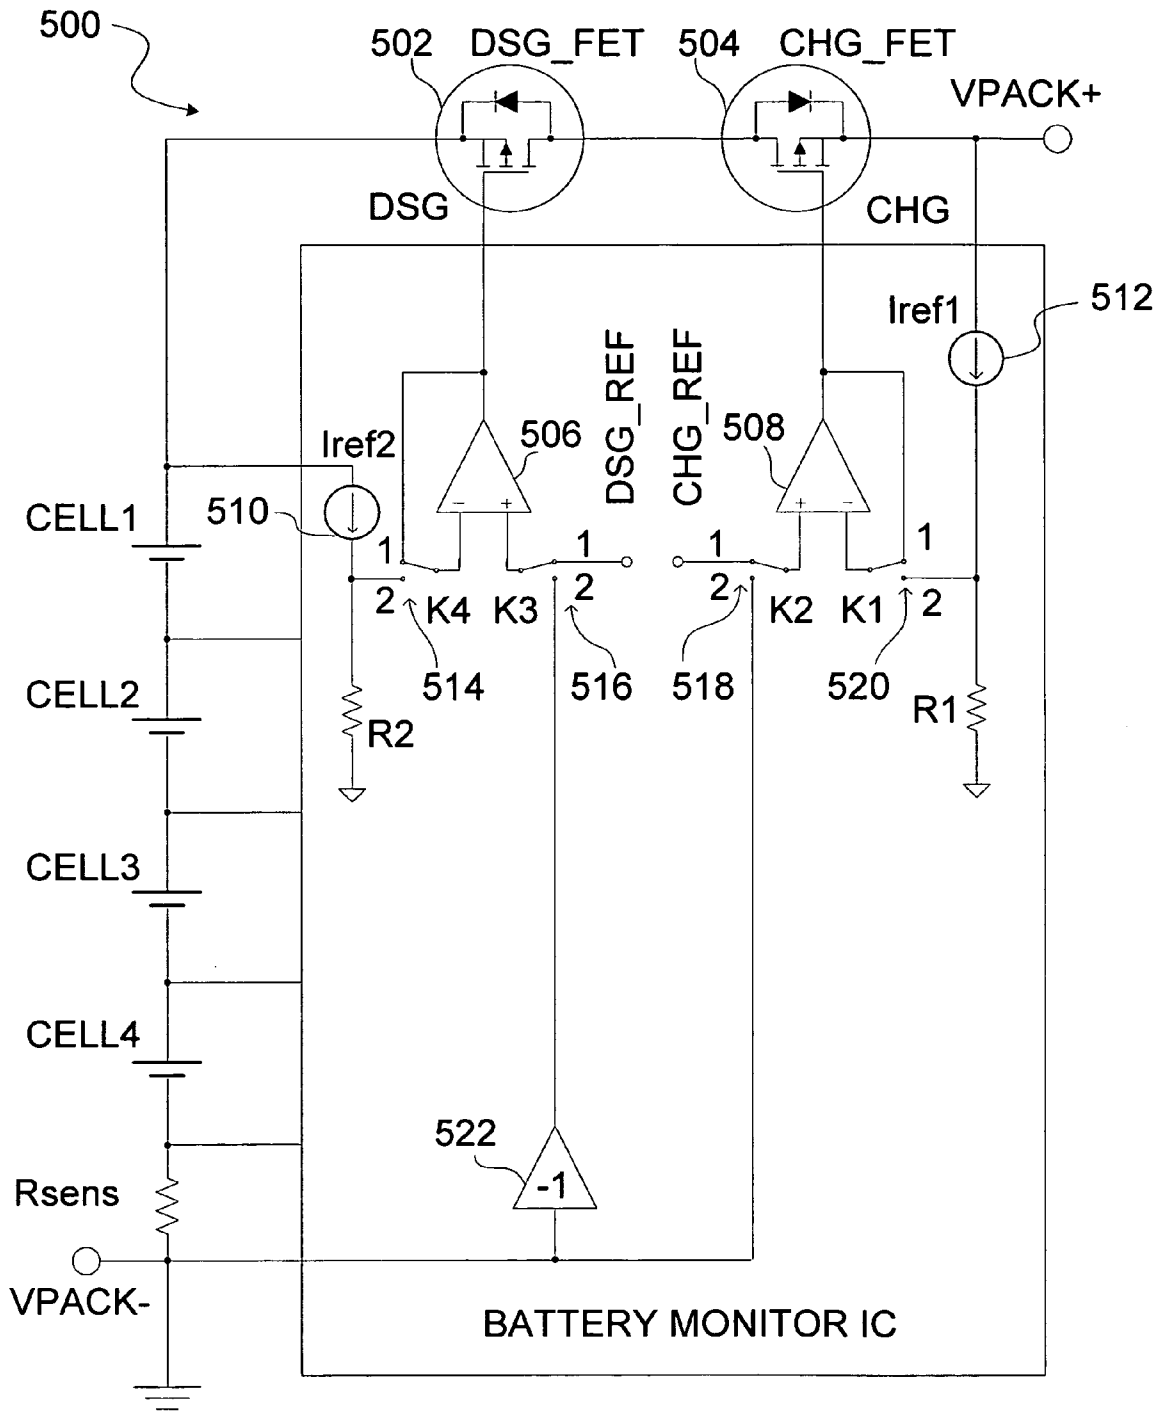 500
502 DSG_FET 504 CHG_FET
VPACK+
DSG CHG
Iref1 512
DSG_REF
CHG_REF
Iref2 506 508
510
CELL1
- +
+ -
1 1 1 1
2 K4 K3 2 2 K2 K1 2
514 516 518 520
CELL2
R2 R1
CELL3
CELL4
522
-1
Rsens
VPACK-
BATTERY MONITOR IC